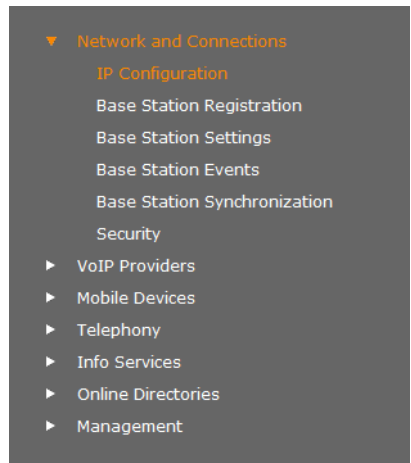 Network and Connections
IP Configuration
Base Station Registration
Base Station Settings
Base Station Events
Base Station Synchronization
Security
VoIP Providers
Mobile Devices
Telephony
Info Services
Online Directories
Management